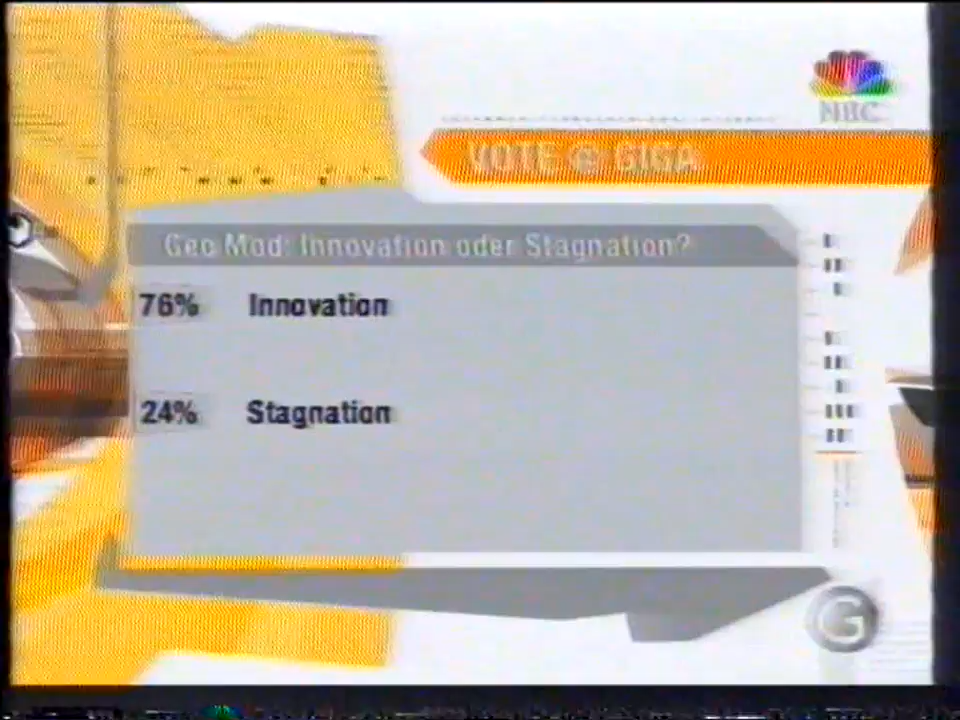 NBC
VOTE @ GIGA
Geo Mod: Innovation oder Stagnation?
76% Innovation
24% Stagnation
G